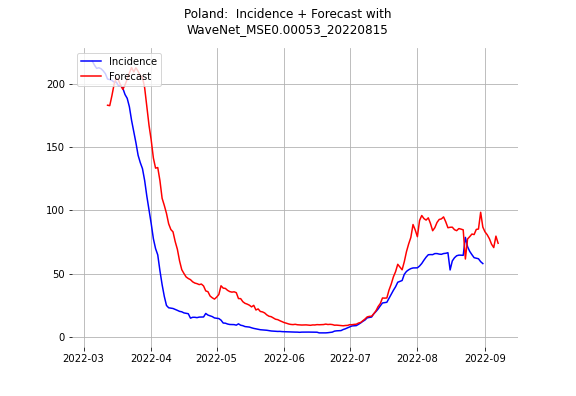 Poland:  Incidence + Forecast with
WaveNet_MSE0.00053_20220815
Incidence
Forecast
200
150
100
50
0
2022-03 2022-04 2022-05 2022-06 2022-07 2022-08 2022-09